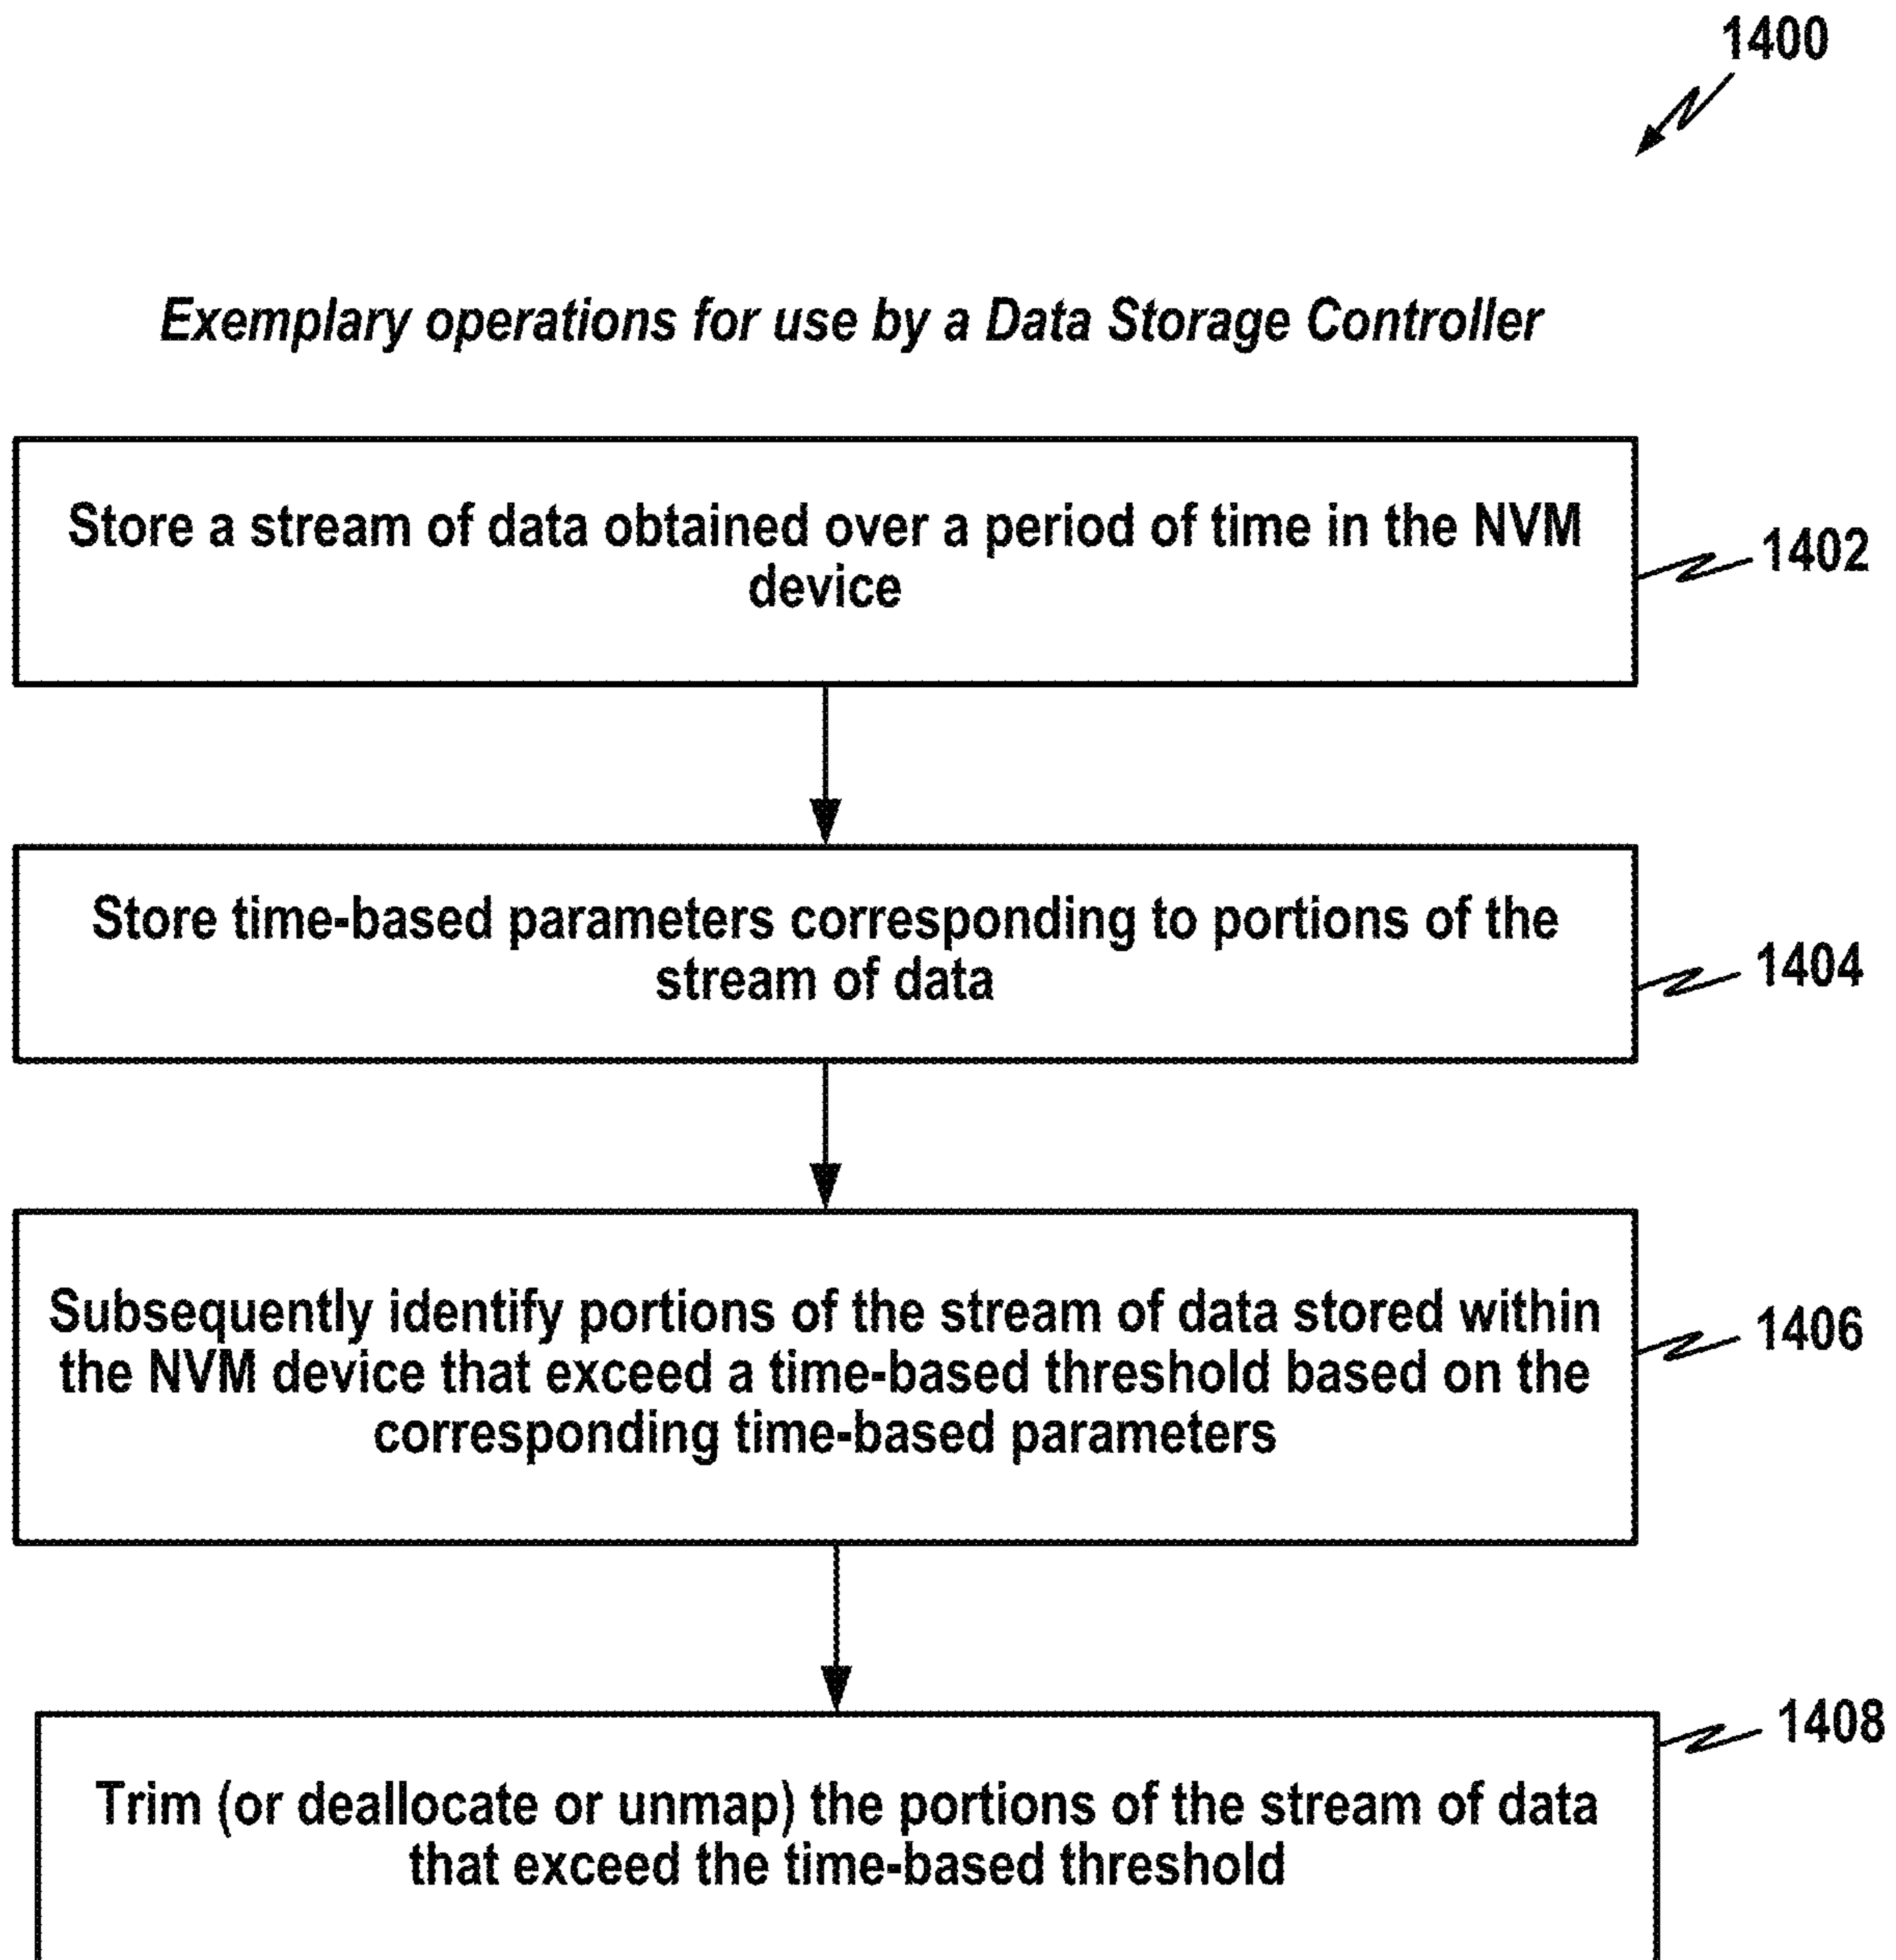 1400
Exemplary operations for use by a Data Storage Controller
Store a stream of data obtained over a period of time in the NVM
device
1402
Store time-based parameters corresponding to portions of the
stream of data
1404
Subsequently identify portions of the stream of data stored within
the NVM device that exceed a time-based threshold based on the
corresponding time-based parameters
1406
Trim (or deallocate or unmap) the portions of the stream of data
that exceed the time-based threshold
1408